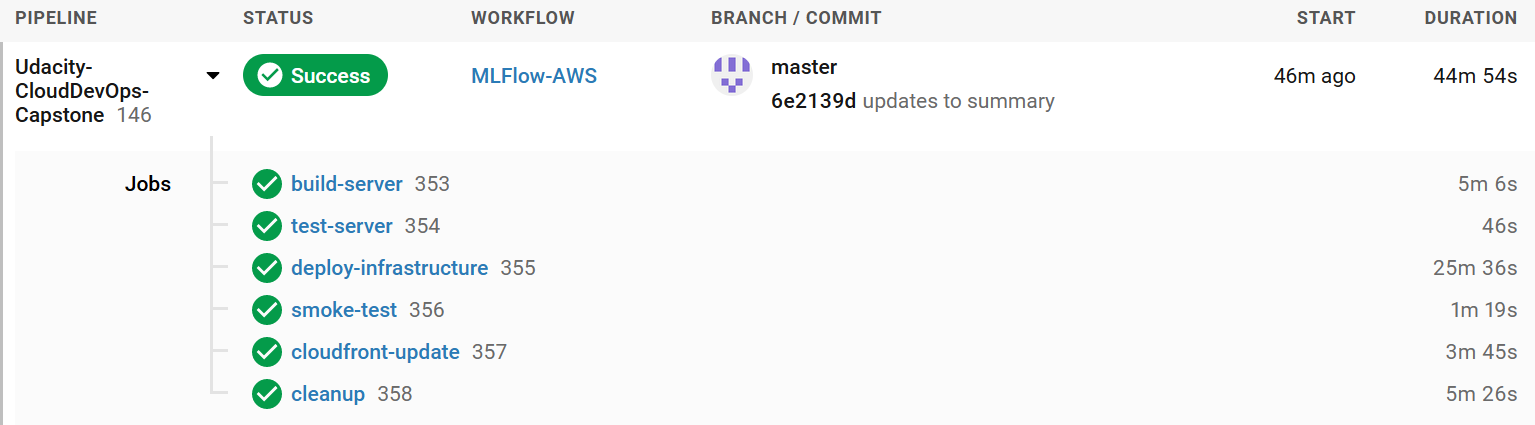 PIPELINE STATUS WORKFLOW BRANCH / COMMIT START DURATION
Udacity-
CloudDevOps-
Capstone 146
Success
MLFlow-AWS
master
6e2139d updates to summary
46m ago
44m 54s
Jobs
build-server 353 5m 6s
test-server 354 46s
deploy-infrastructure 355 25m 36s
smoke-test 356 1m 19s
cloudfront-update 357 3m 45s
cleanup 358 5m 26s